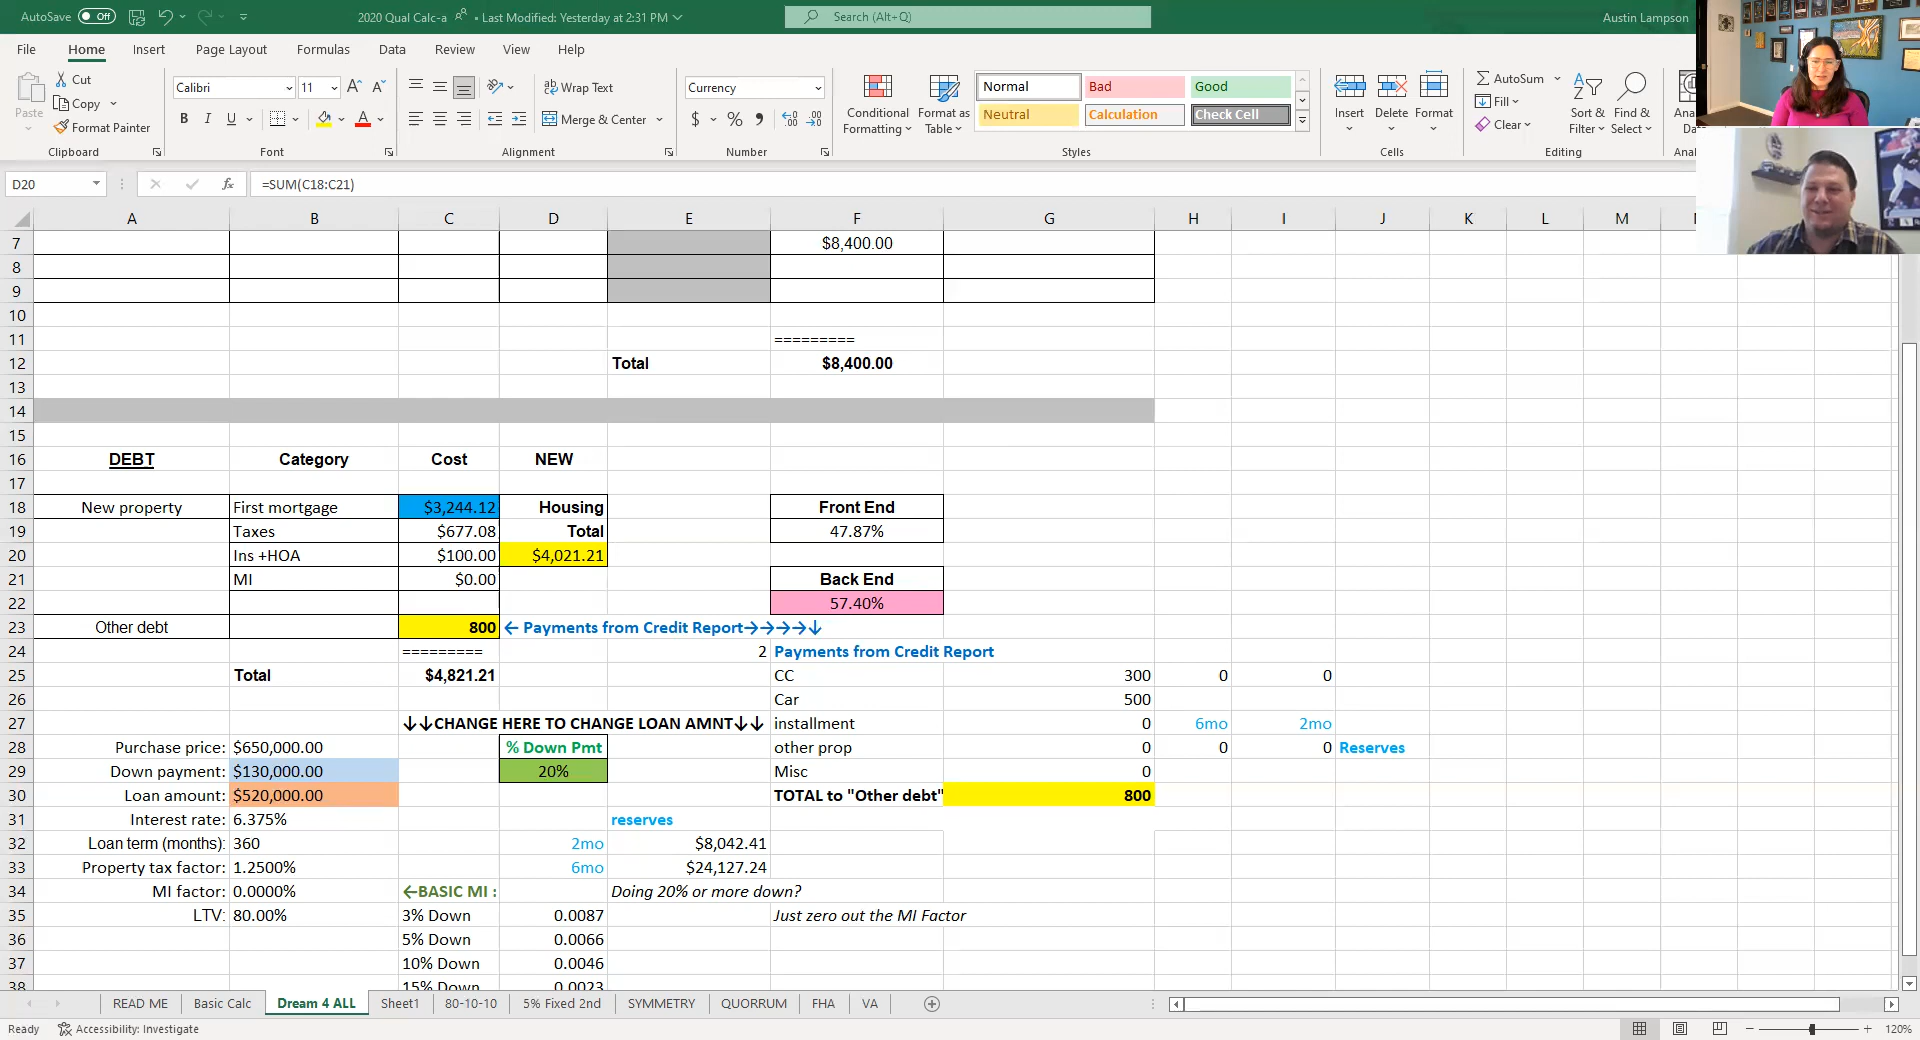 AutoSave Off 2020 Qual Calc-a • Last Modified: Yesterday at 2:31 PM Search (Alt+Q) Austin Lampson
File Home Insert Page Layout Formulas Data Review View Help
Paste Cut Copy Format Painter
Calibri 11
B I U
Wrap Text
Merge & Center
Currency
$ % 9
Conditional Formatting
Format as Table
Normal Bad Good
Neutral Calculation Check Cell
Insert Delete Format
AutoSum
Fill
Clear
Sort & Filter
Find & Select
Clipboard Font Alignment Number Styles Cells Editing
D20 fx =SUM(C18:C21)
A B C D E F G H I J K L M
7 $8,400.00
8
9
10
11 =========
12 Total $8,400.00
13
14
15
16 DEBT Category Cost NEW
17
18 New property First mortgage $3,244.12 Housing Front End
19 Taxes $677.08 Total 47.87%
20 Ins +HOA $100.00 $4,021.21
21 MI $0.00 Back End
22 57.40%
23 Other debt 800 ← Payments from Credit Report→→→→↓
24 ========= 2 Payments from Credit Report
25 Total $4,821.21 CC 300 0 0
26 Car 500
27 ↓↓CHANGE HERE TO CHANGE LOAN AMNT↓↓ installment 0 6mo 2mo
28 Purchase price: $650,000.00 % Down Pmt other prop 0 0 0 Reserves
29 Down payment: $130,000.00 20% Misc 0
30 Loan amount: $520,000.00 TOTAL to "Other debt" 800
31 Interest rate: 6.375% reserves
32 Loan term (months): 360 2mo $8,042.41
33 Property tax factor: 1.2500% 6mo $24,127.24
34 MI factor: 0.0000% ←BASIC MI : Doing 20% or more down?
35 LTV: 80.00% 3% Down 0.0087 Just zero out the MI Factor
36 5% Down 0.0066
37 10% Down 0.0046
38 15% Down 0.0023
READ ME Basic Calc Dream 4 ALL Sheet1 80-10-10 5% Fixed 2nd SYMMETRY QUORRUM FHA VA
Ready Accessibility: Investigate 120%